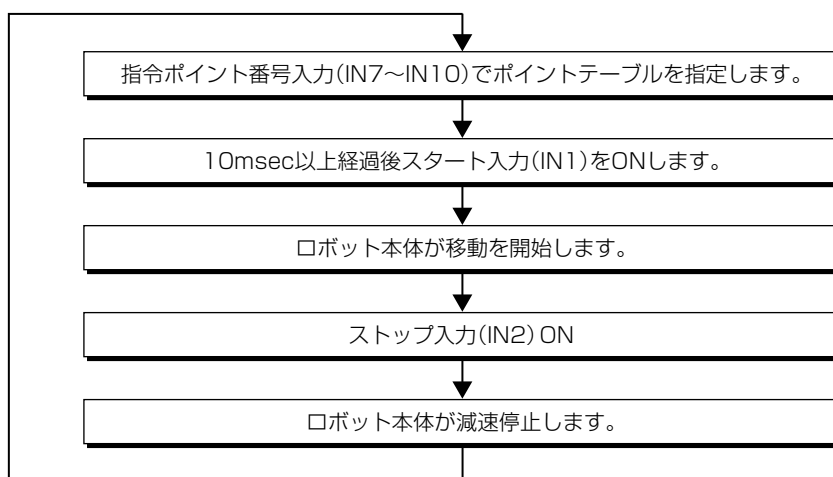 指令ポイント番号入力(IN7～IN10)でポイントテーブルを指定します。
10msec以上経過後スタート入力(IN1)をONします。
ロボット本体が移動を開始します。
ストップ入力(IN2) ON
ロボット本体が減速停止します。